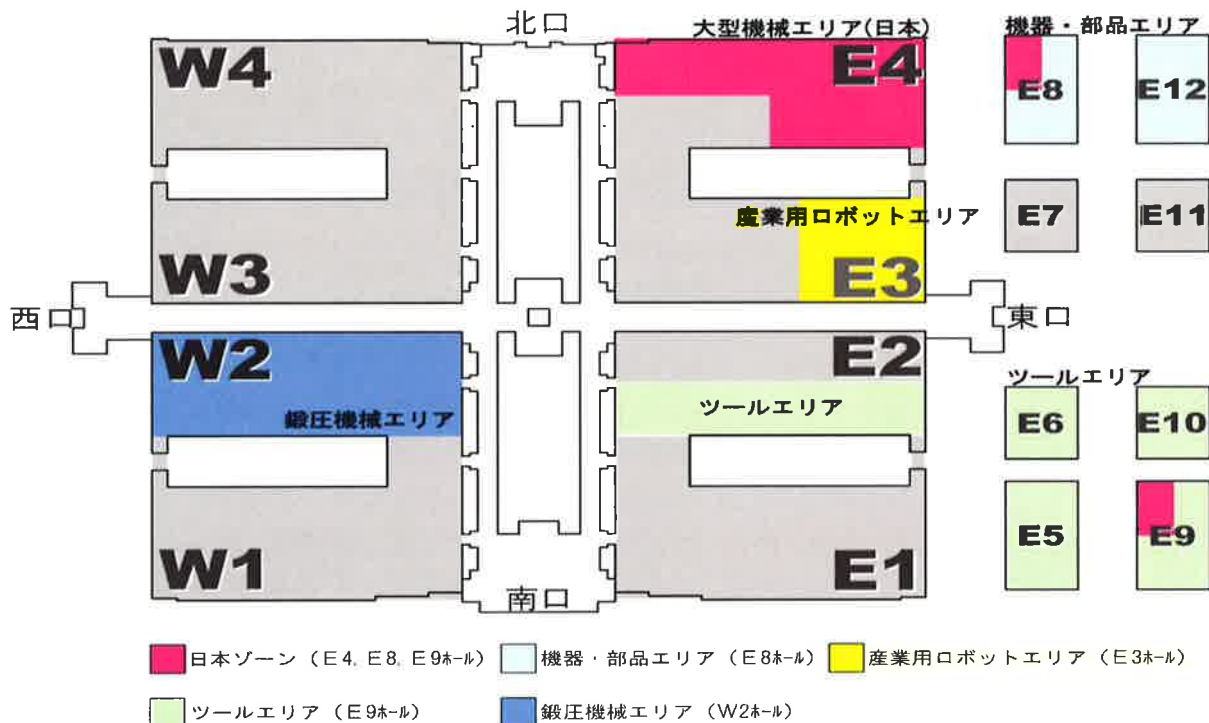 北口
大型機械エリア(日本)
機器・部品エリア
W4
E4
E8
E12
産業用ロボットエリア
E7
E11
W3
E3
西
東口
W2
E2
ツールエリア
鍛圧機械エリア
ツールエリア
E6
E10
W1
E1
E5
E9
南口
日本ゾーン（E4, E8, E9ホール）
機器・部品エリア（E8ホール）
産業用ロボットエリア（E3ホール）
ツールエリア（E9ホール）
鍛圧機械エリア（W2ホール）